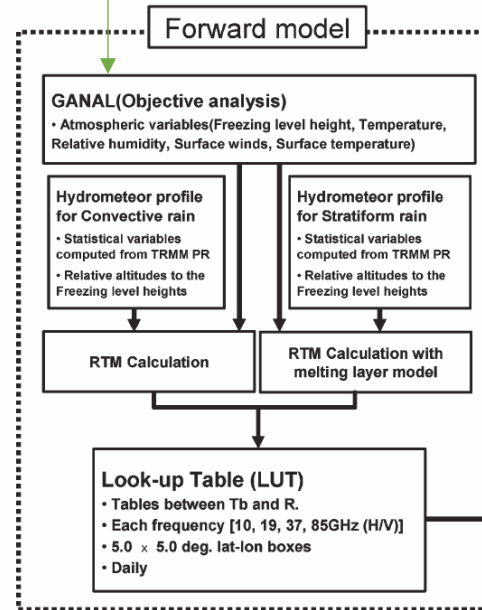 Forward model
GANAL(Objective analysis)
• Atmospheric variables(Freezing level height, Temperature,
Relative humidity, Surface winds, Surface temperature)
Hydrometeor profile
for Convective rain
• Statistical variables
computed from TRMM PR
• Relative altitudes to the
Freezing level heights
Hydrometeor profile
for Stratiform rain
• Statistical variables
computed from TRMM PR
• Relative altitudes to the
Freezing level heights
RTM Calculation
RTM Calculation with
melting layer model
Look-up Table (LUT)
• Tables between Tb and R.
• Each frequency [10, 19, 37, 85GHz (H/V)]
• 5.0 × 5.0 deg. lat-lon boxes
• Daily